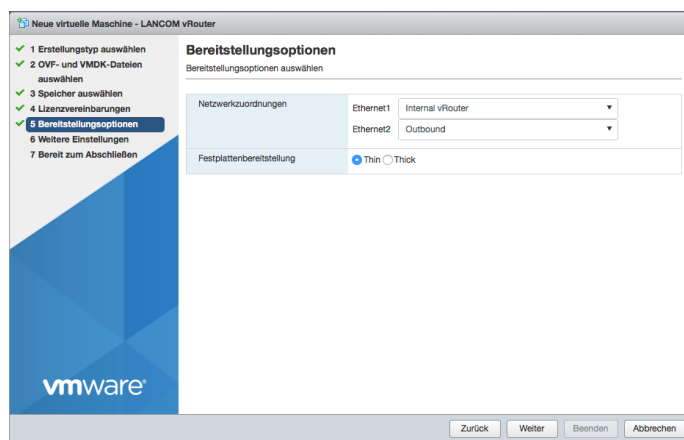 Neue virtuelle Maschine - LANCOM vRouter
1 Erstellungstyp auswählen
2 OVF- und VMDK-Dateien
auswählen
3 Speicher auswählen
4 Lizenzvereinbarungen
5 Bereitstellungsoptionen
6 Weitere Einstellungen
7 Bereit zum Abschließen
vmware®
Bereitstellungsoptionen
Bereitstellungsoptionen auswählen
Netzwerkzuordnungen Ethernet1 Internal vRouter
Ethernet2 Outbound
Festplattenbereitstellung Thin Thick
Zurück Weiter Beenden Abbrechen